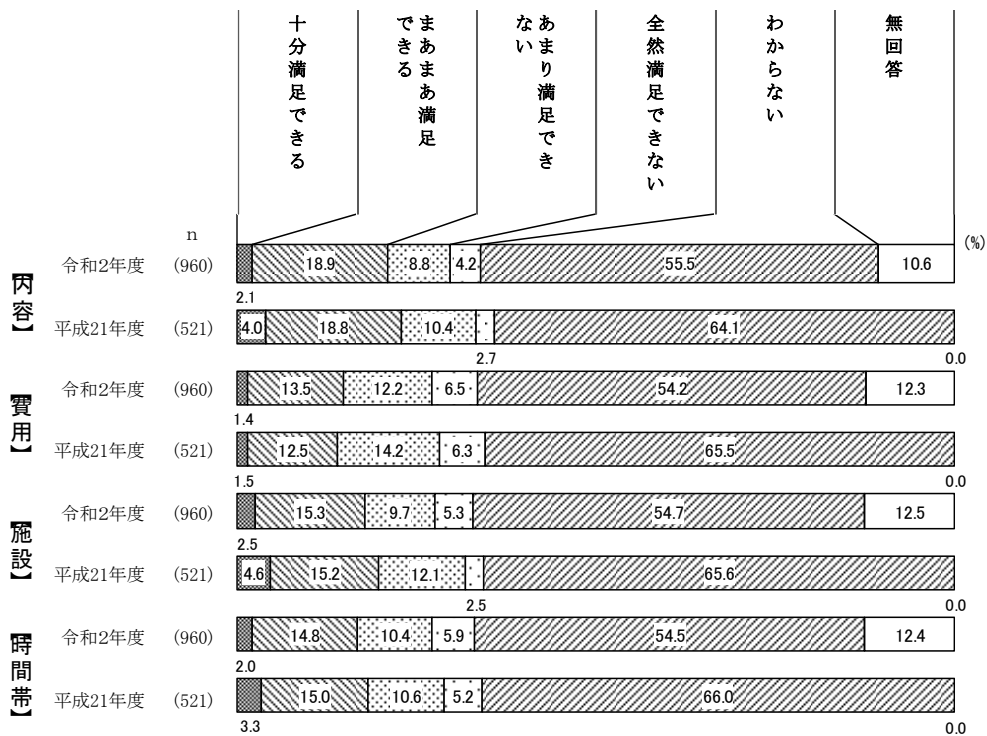 十分満足できる
まあまあ満足
できる
あまり満足でき
ない
全然満足できない
わからない
無回答
n
(%)
【内容】
令和2年度 (960) 18.9 8.8 4.2 55.5 10.6
2.1
平成21年度 (521) 4.0 18.8 10.4 64.1
2.7 0.0
【費用】
令和2年度 (960) 13.5 12.2 6.5 54.2 12.3
1.4
平成21年度 (521) 12.5 14.2 6.3 65.5
1.5 0.0
【施設】
令和2年度 (960) 15.3 9.7 5.3 54.7 12.5
2.5
平成21年度 (521) 4.6 15.2 12.1 65.6
2.5 0.0
【時間帯】
令和2年度 (960) 14.8 10.4 5.9 54.5 12.4
2.0
平成21年度 (521) 15.0 10.6 5.2 66.0
3.3 0.0